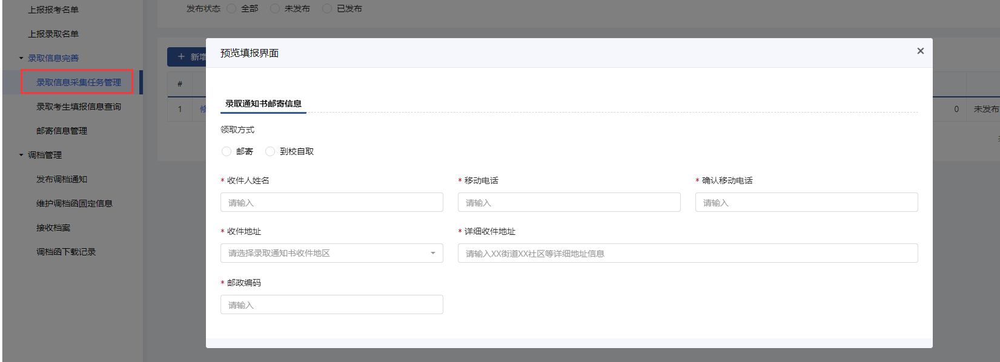 上报报考名单
发布状态 全部 未发布 已发布
上报录取名单
录取信息完善
录取信息采集任务管理
录取考生填报信息查询
邮寄信息管理
调档管理
发布调档通知
维护调档函固定信息
接收档案
调档函下载记录
+ 新增
#
1 0 未发布
预览填报界面 ×
录取通知书邮寄信息
领取方式
邮寄 到校自取
* 收件人姓名 * 移动电话 * 确认移动电话
请输入 请输入 请输入
* 收件地址 * 详细收件地址
请选择录取通知书收件地区 请输入XX街道XX社区等详细地址信息
* 邮政编码
请输入